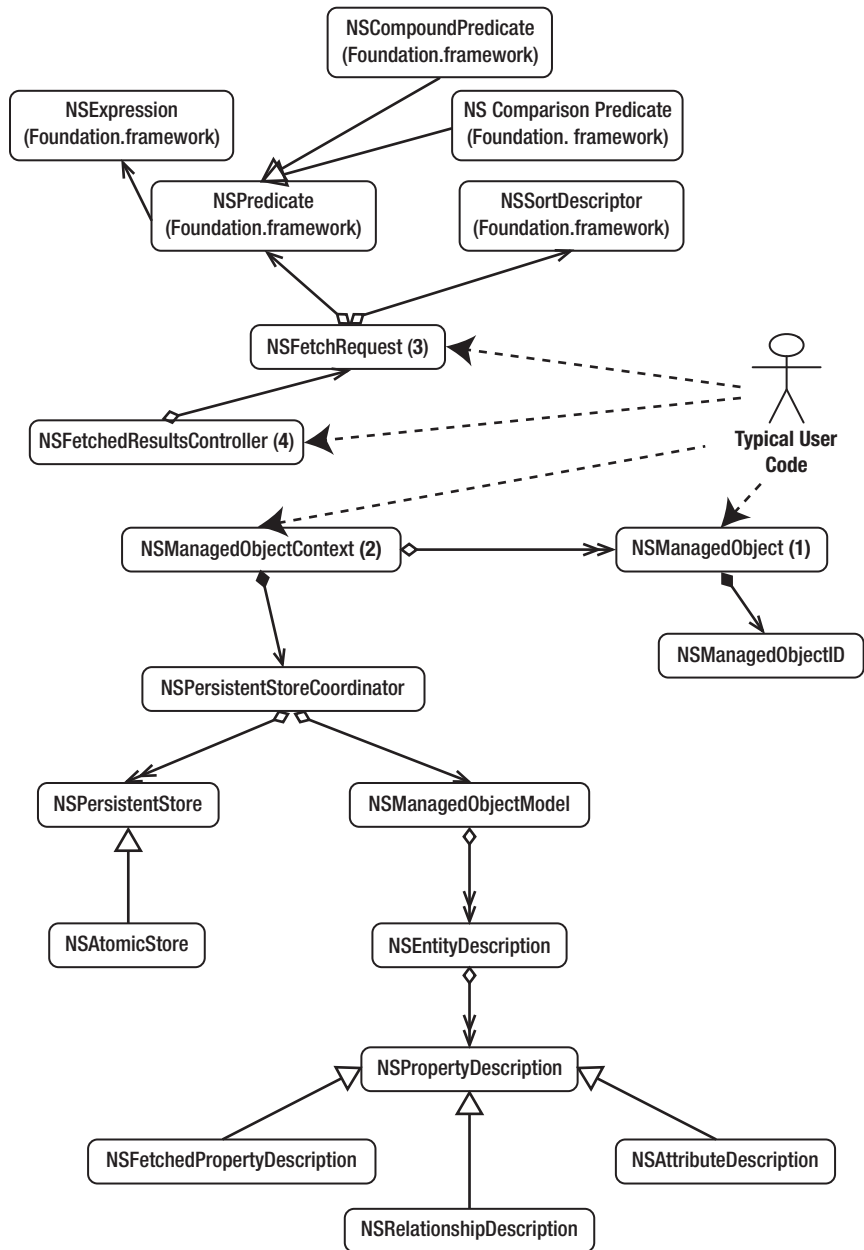 NSCompoundPredicate
(Foundation.framework)
NSExpression
(Foundation.framework)
NS Comparison Predicate
(Foundation. framework)
NSPredicate
(Foundation.framework)
NSSortDescriptor
(Foundation.framework)
NSFetchRequest (3)
NSFetchedResultsController (4)
Typical User
Code
NSManagedObjectContext (2)
NSManagedObject (1)
NSManagedObjectID
NSPersistentStoreCoordinator
NSPersistentStore
NSManagedObjectModel
NSAtomicStore
NSEntityDescription
NSPropertyDescription
NSFetchedPropertyDescription
NSAttributeDescription
NSRelationshipDescription